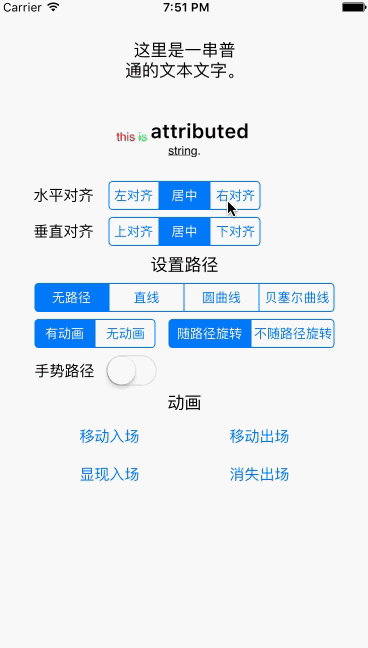 Carrier 7:51 PM
这里是一串普
通的文本文字。
this is attributed
string.
水平对齐 左对齐 居中 右对齐
垂直对齐 上对齐 居中 下对齐
设置路径
无路径 直线 圆曲线 贝塞尔曲线
有动画 无动画 随路径旋转 不随路径旋转
手势路径
动画
移动入场 移动出场
显现入场 消失出场